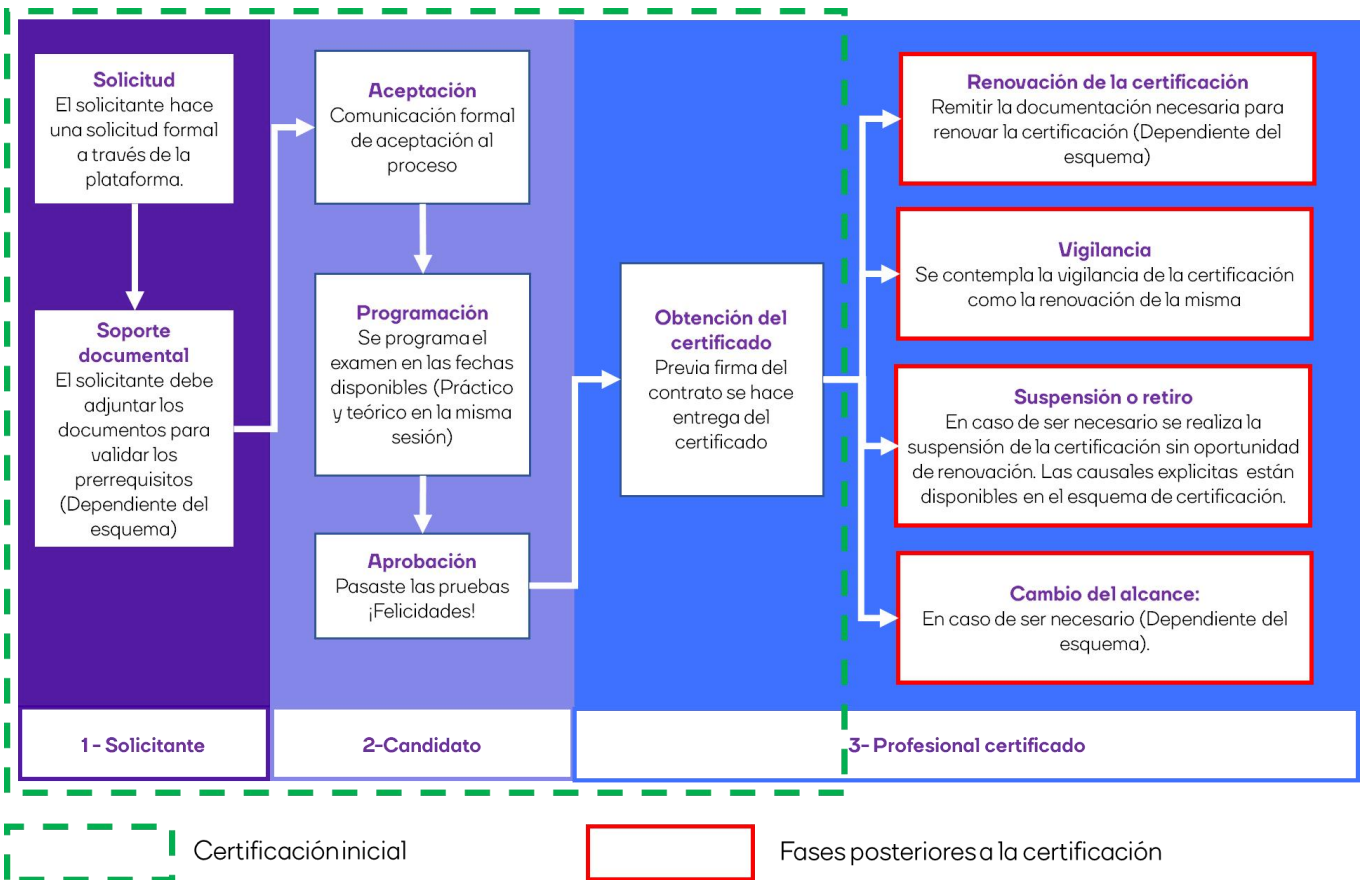 Solicitud
El solicitante hace
una solicitud formal
a través de la
plataforma.
Soporte
documental
El solicitante debe
adjuntar los
documentos para
validar los
prerrequisitos
(Dependiente del
esquema)
Aceptación
Comunicación formal
de aceptación al
proceso
Programación
Se programa el
examen en las fechas
disponibles (Práctico
y teórico en la misma
sesión)
Aprobación
Pasaste las pruebas
¡Felicidades!
Obtención del
certificado
Previa firma del
contrato se hace
entrega del
certificado
Renovación de la certificación
Remitir la documentación necesaria para
renovar la certificación (Dependiente del
esquema)
Vigilancia
Se contempla la vigilancia de la certificación
como la renovación de la misma
Suspensión o retiro
En caso de ser necesario se realiza la
suspensión de la certificación sin oportunidad
de renovación. Las causales explicitas están
disponibles en el esquema de certificación.
Cambio del alcance:
En caso de ser necesario (Dependiente del
esquema).
1 - Solicitante
2-Candidato
3- Profesional certificado
Certificación inicial
Fases posteriores a la certificación